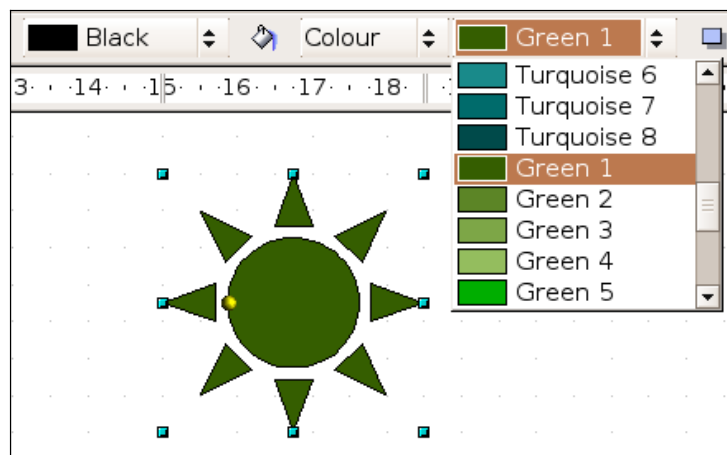 Black Colour Green 1
3 · 14 · 15 · 16 · 17 · 18 ·
Turquoise 6
Turquoise 7
Turquoise 8
Green 1
Green 2
Green 3
Green 4
Green 5